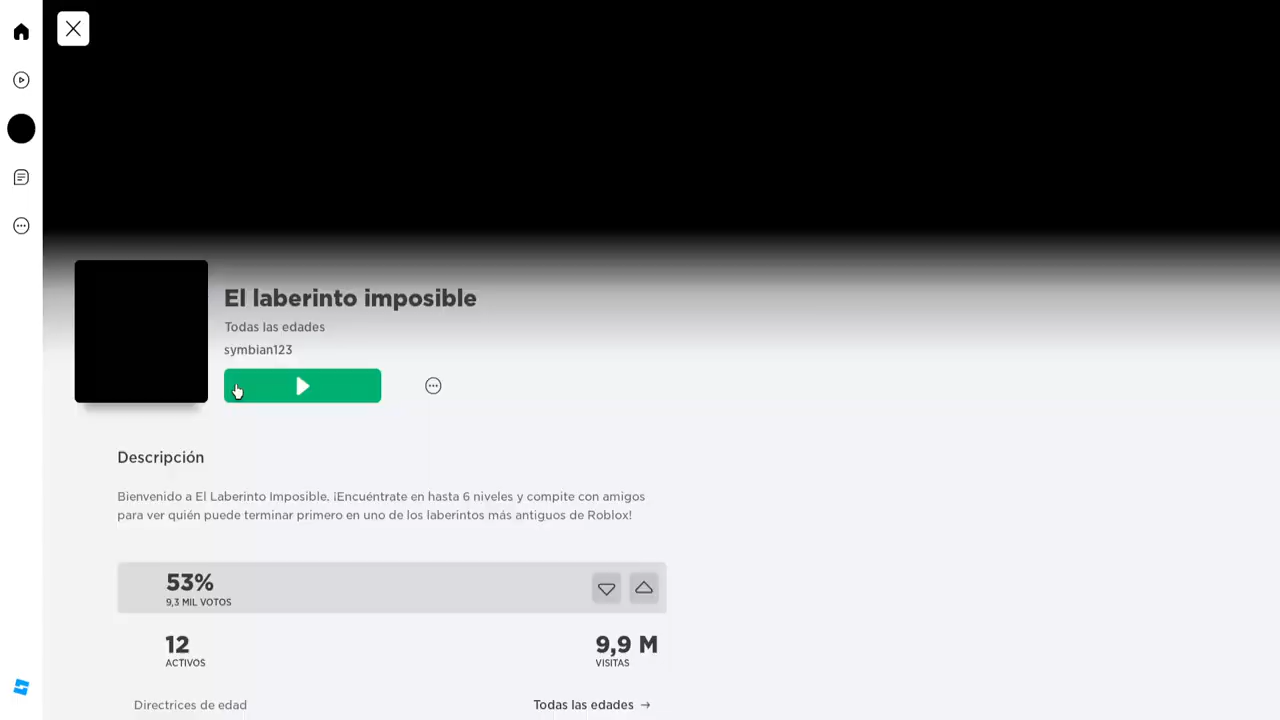 El laberinto imposible
Todas las edades
symbian123
Descripción
Bienvenido a El Laberinto Imposible. ¡Encuéntrate en hasta 6 niveles y compite con amigos
para ver quién puede terminar primero en uno de los laberintos más antiguos de Roblox!
53%
9,3 MIL VOTOS
12
ACTIVOS
9,9 M
VISITAS
Directrices de edad
Todas las edades →